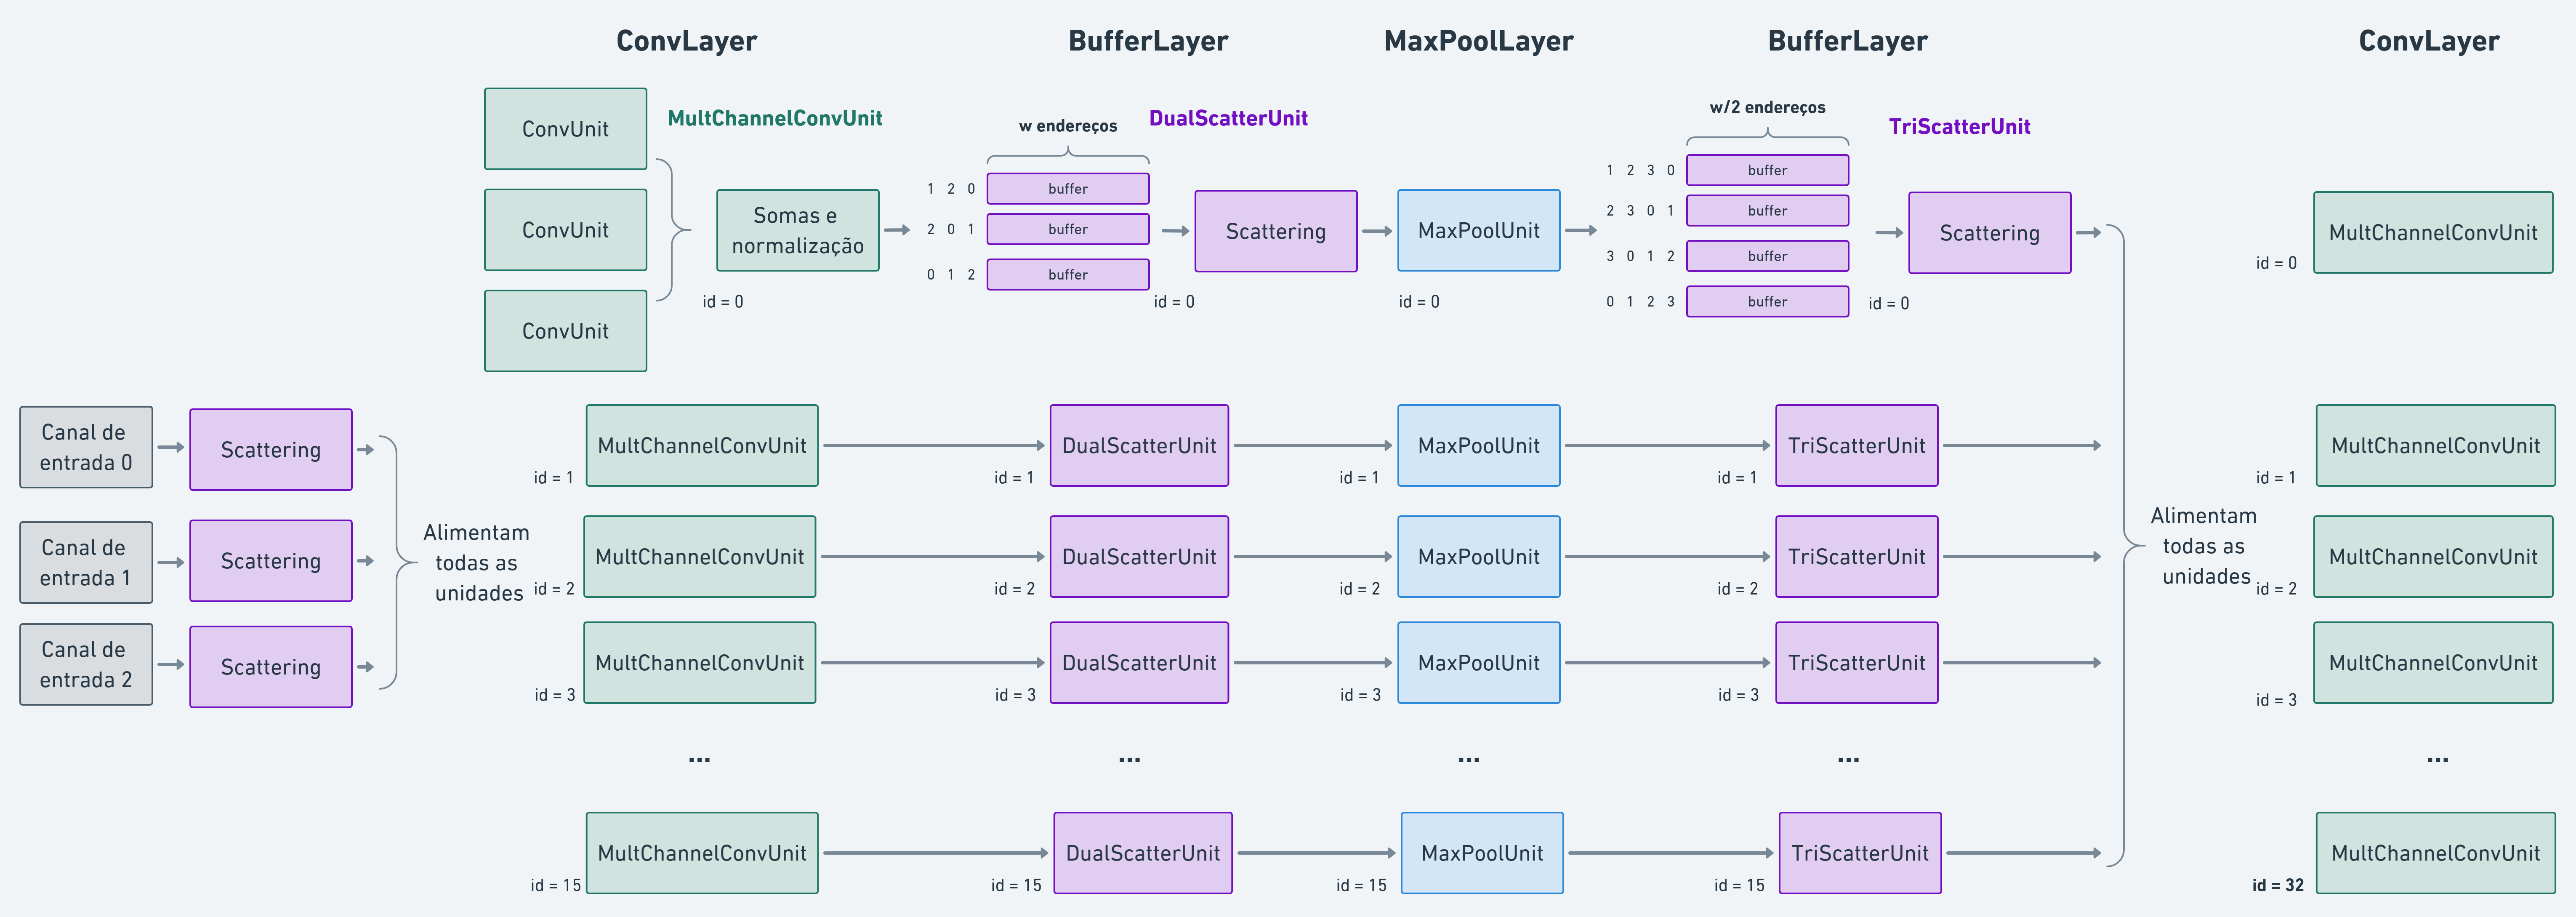 ConvLayer
BufferLayer
MaxPoolLayer
BufferLayer
ConvLayer
ConvUnit
ConvUnit
ConvUnit
MultChannelConvUnit
Somas e
normalização
id = 0
w endereços
1 2 0
buffer
2 0 1
buffer
0 1 2
buffer
DualScatterUnit
Scattering
id = 0
MaxPoolUnit
id = 0
w/2 endereços
1 2 3 0
buffer
2 3 0 1
buffer
3 0 1 2
buffer
0 1 2 3
buffer
TriScatterUnit
Scattering
id = 0
MultChannelConvUnit
id = 0
Canal de
entrada 0
Scattering
Canal de
entrada 1
Scattering
Canal de
entrada 2
Scattering
Alimentam
todas as
unidades
MultChannelConvUnit
id = 1
DualScatterUnit
id = 1
MaxPoolUnit
id = 1
TriScatterUnit
id = 1
MultChannelConvUnit
id = 2
DualScatterUnit
id = 2
MaxPoolUnit
id = 2
TriScatterUnit
id = 2
MultChannelConvUnit
id = 3
DualScatterUnit
id = 3
MaxPoolUnit
id = 3
TriScatterUnit
id = 3
...
...
...
...
MultChannelConvUnit
id = 15
DualScatterUnit
id = 15
MaxPoolUnit
id = 15
TriScatterUnit
id = 15
Alimentam
todas as
unidades
MultChannelConvUnit
id = 1
MultChannelConvUnit
id = 2
MultChannelConvUnit
id = 3
...
MultChannelConvUnit
id = 32